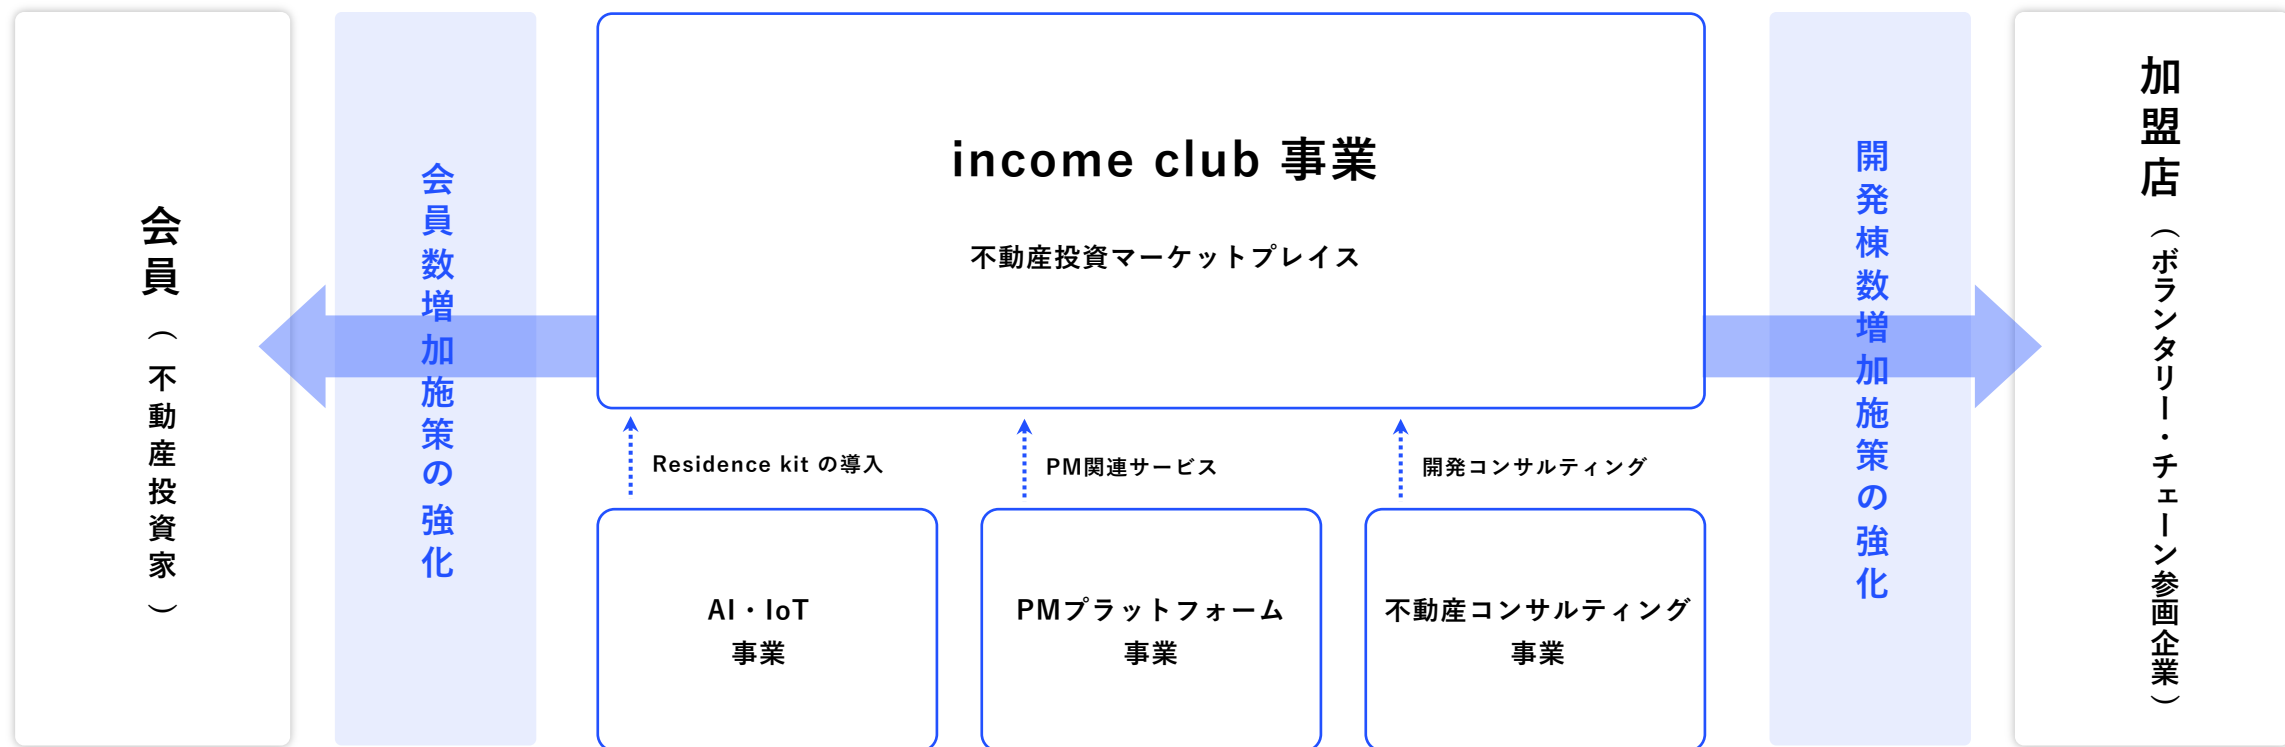 会員（不動産投資家）
会員数増加施策の強化
income club 事業
不動産投資マーケットプレイス
Residence kit の導入
PM関連サービス
開発コンサルティング
AI・IoT
事業
PMプラットフォーム
事業
不動産コンサルティング
事業
開発棟数増加施策の強化
加盟店（ボランタリー・チェーン参画企業）